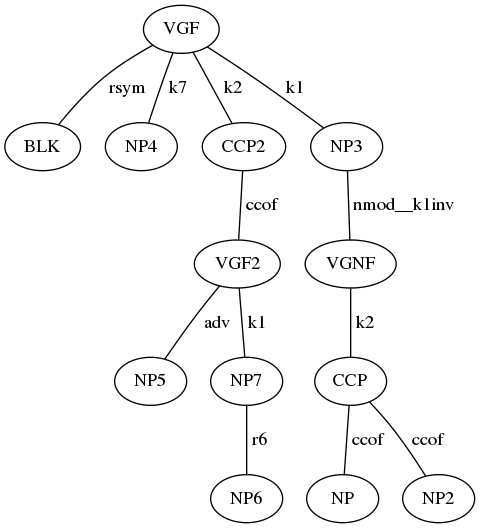 VGF
rsym k7 k2 k1
BLK NP4 CCP2 NP3
ccof nmod__k1inv
VGF2 VGNF
adv k1 k2
NP5 NP7 CCP
r6 ccof ccof
NP6 NP NP2